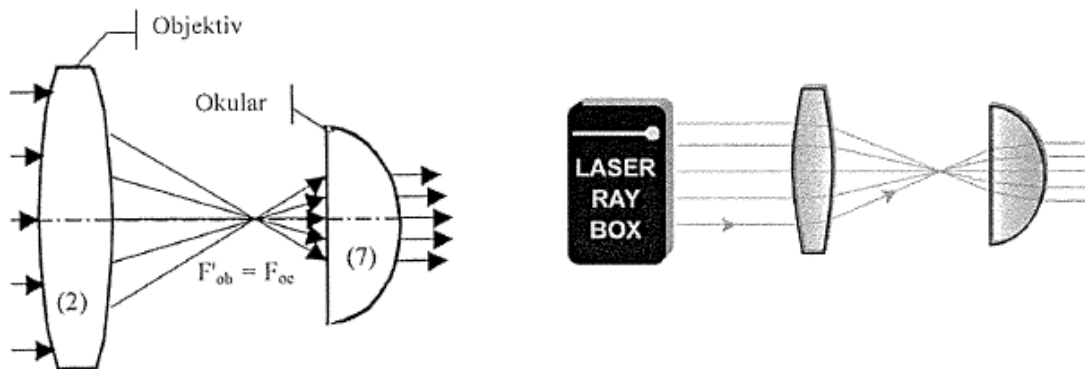 Objektiv
Okular
(2)
F'ob = Foc
(7)
LASER
RAY
BOX